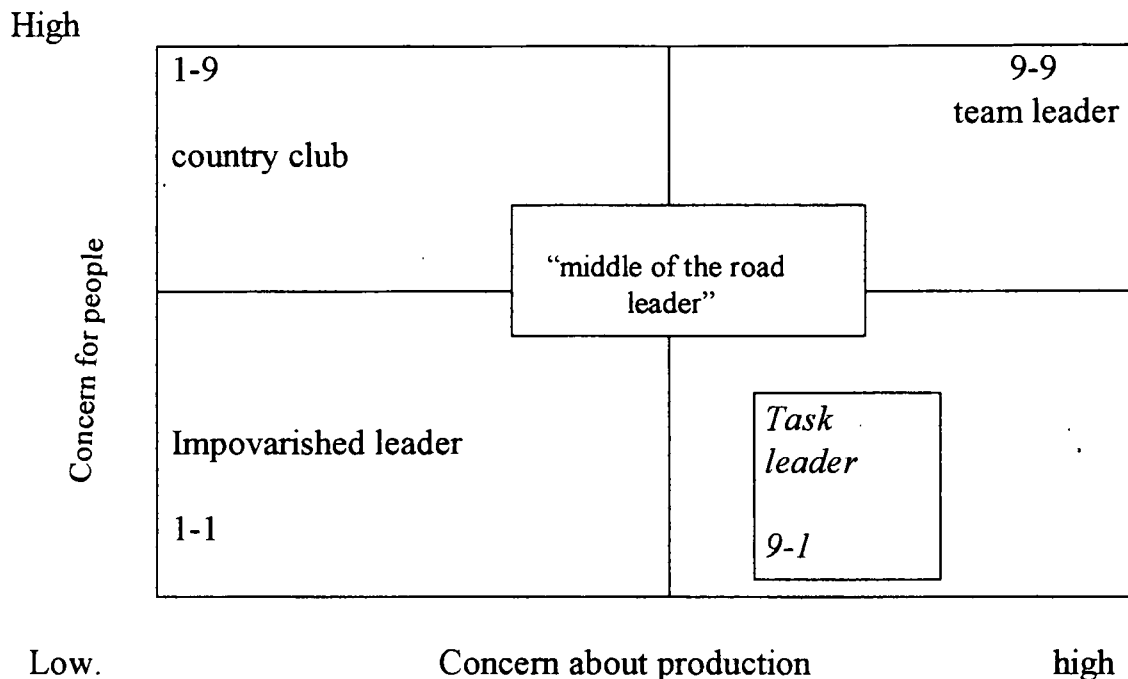 High
1-9
9-9
team leader
country club
“middle of the road
leader”
Concern for people
Task
leader
Impovarished leader
1-1
9-1
Low.
Concern about production
high